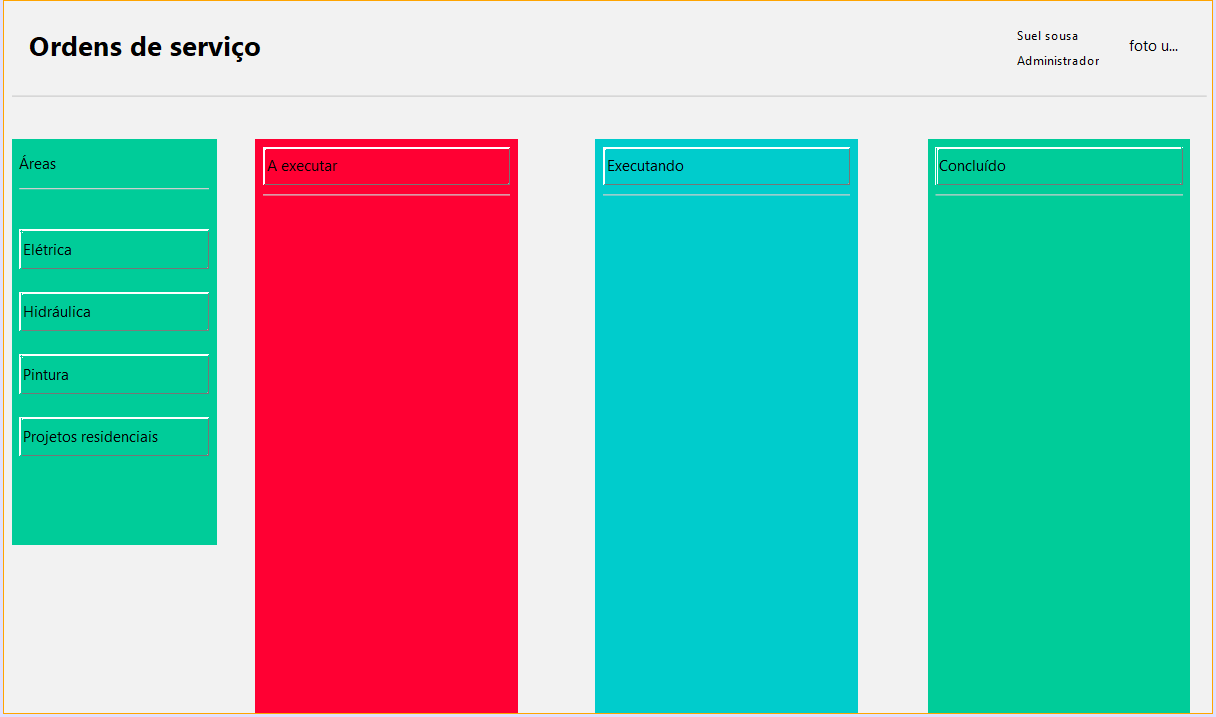 Ordens de serviço
Suel sousa
Administrador
foto u...
Áreas
Elétrica
Hidráulica
Pintura
Projetos residenciais
A executar
Executando
Concluído